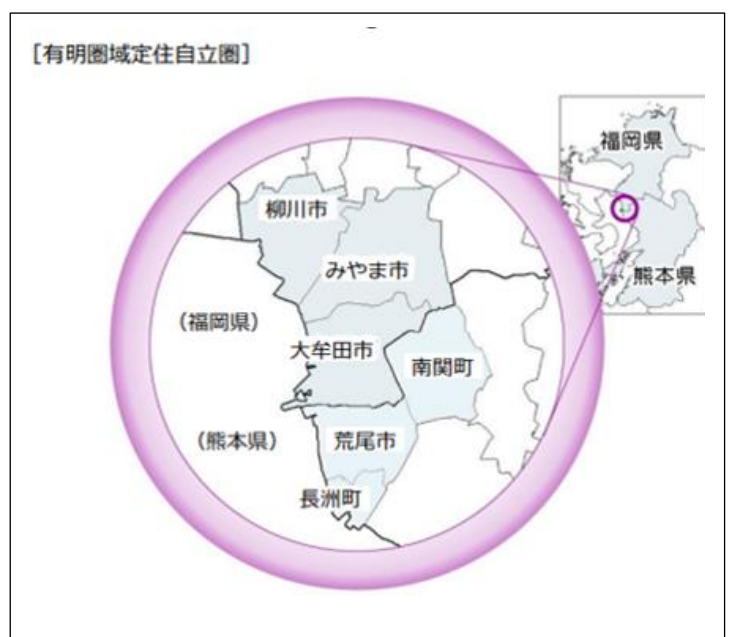 [有明圏域定住自立圏]
福岡県
柳川市
みやま市
熊本県
(福岡県)
大牟田市
南関町
(熊本県)
荒尾市
長洲町